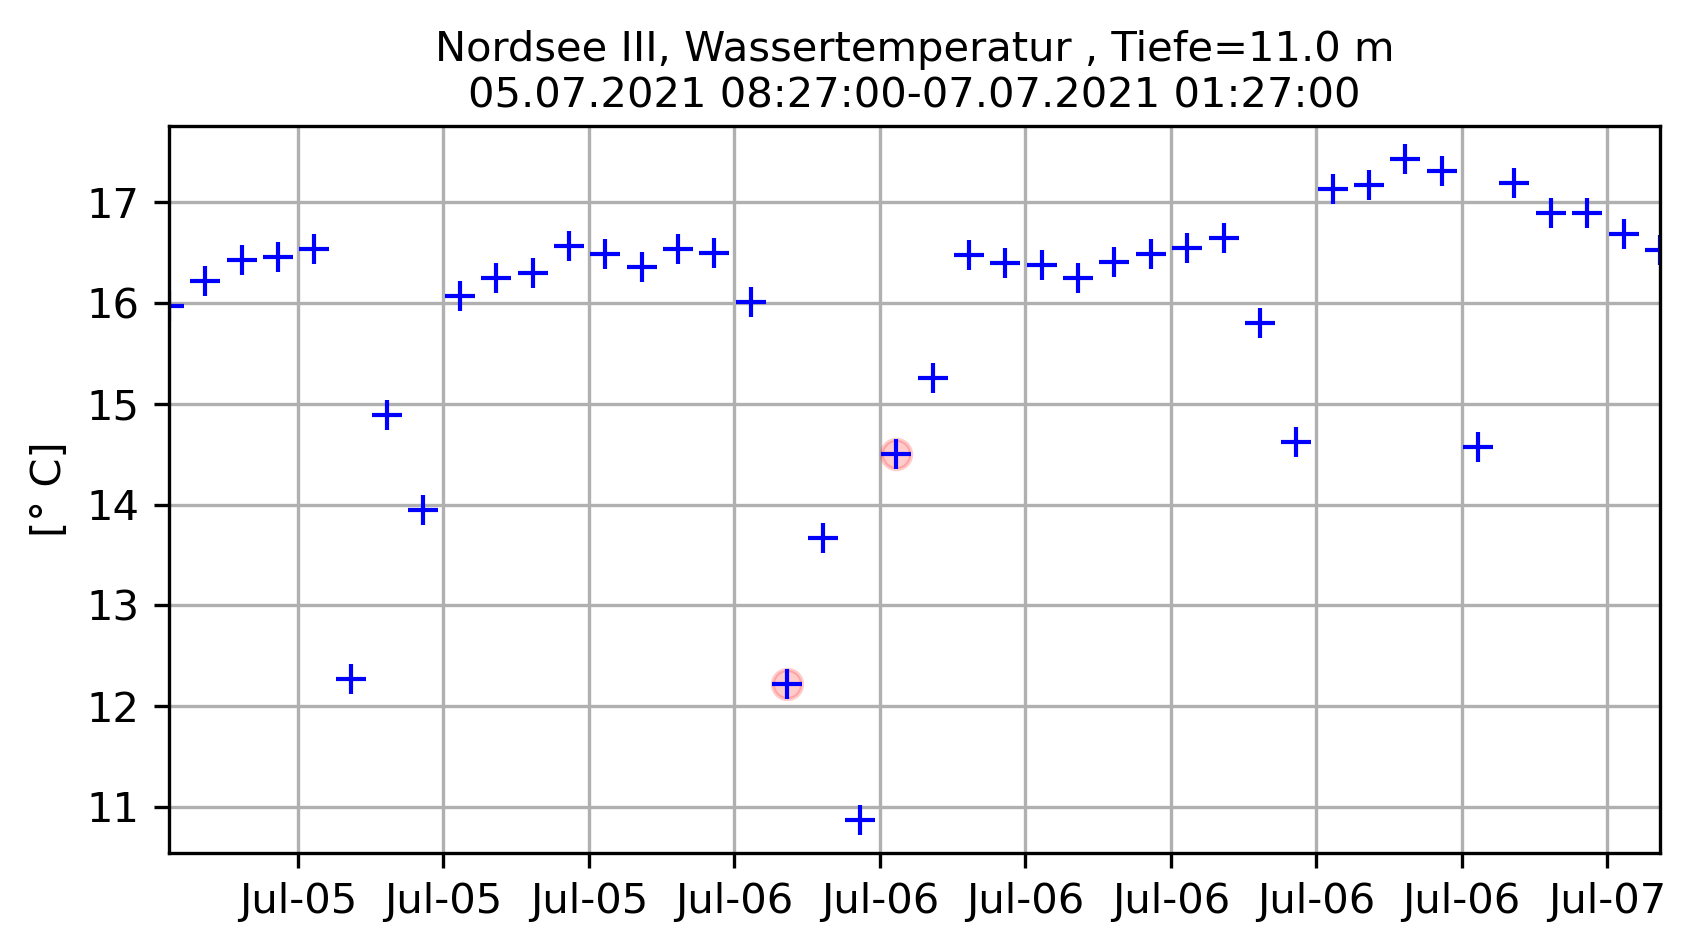 Nordsee III, Wassertemperatur , Tiefe=11.0 m
05.07.2021 08:27:00-07.07.2021 01:27:00
[° C]
17
16
15
14
13
12
11
Jul-05 Jul-05 Jul-05 Jul-06 Jul-06 Jul-06 Jul-06 Jul-06 Jul-06 Jul-07